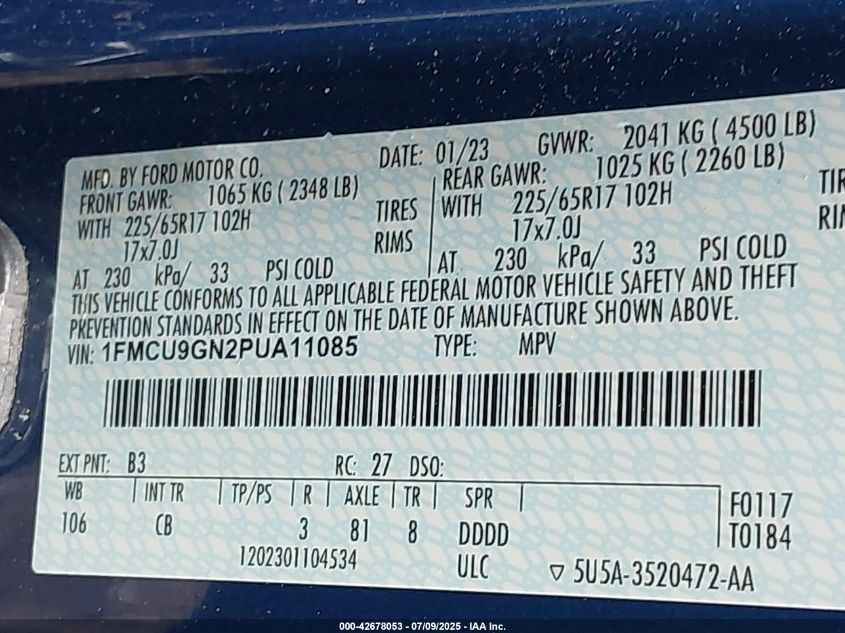 MFD. BY FORD MOTOR CO. DATE: 01/23 GVWR: 2041 KG ( 4500 LB)
FRONT GAWR: 1065 KG ( 2348 LB) REAR GAWR: 1025 KG ( 2260 LB)
WITH 225/65R17 102H TIRES WITH 225/65R17 102H TIR
17x7.0J RIMS 17x7.0J RIM
AT 230 kPa/ 33 PSI COLD AT 230 kPa/ 33 PSI COLD
THIS VEHICLE CONFORMS TO ALL APPLICABLE FEDERAL MOTOR VEHICLE SAFETY AND THEFT
PREVENTION STANDARDS IN EFFECT ON THE DATE OF MANUFACTURE SHOWN ABOVE.
VIN: 1FMCU9GN2PUA11085 TYPE: MPV
EXT PNT: B3 RC: 27 DSO:
WB INT TR TP/PS R AXLE TR SPR F0117
106 CB 3 81 8 DDDD T0184
1202301104534 ULC 5U5A-3520472-AA
000-42678053 - 07/09/2025 - IAA Inc.